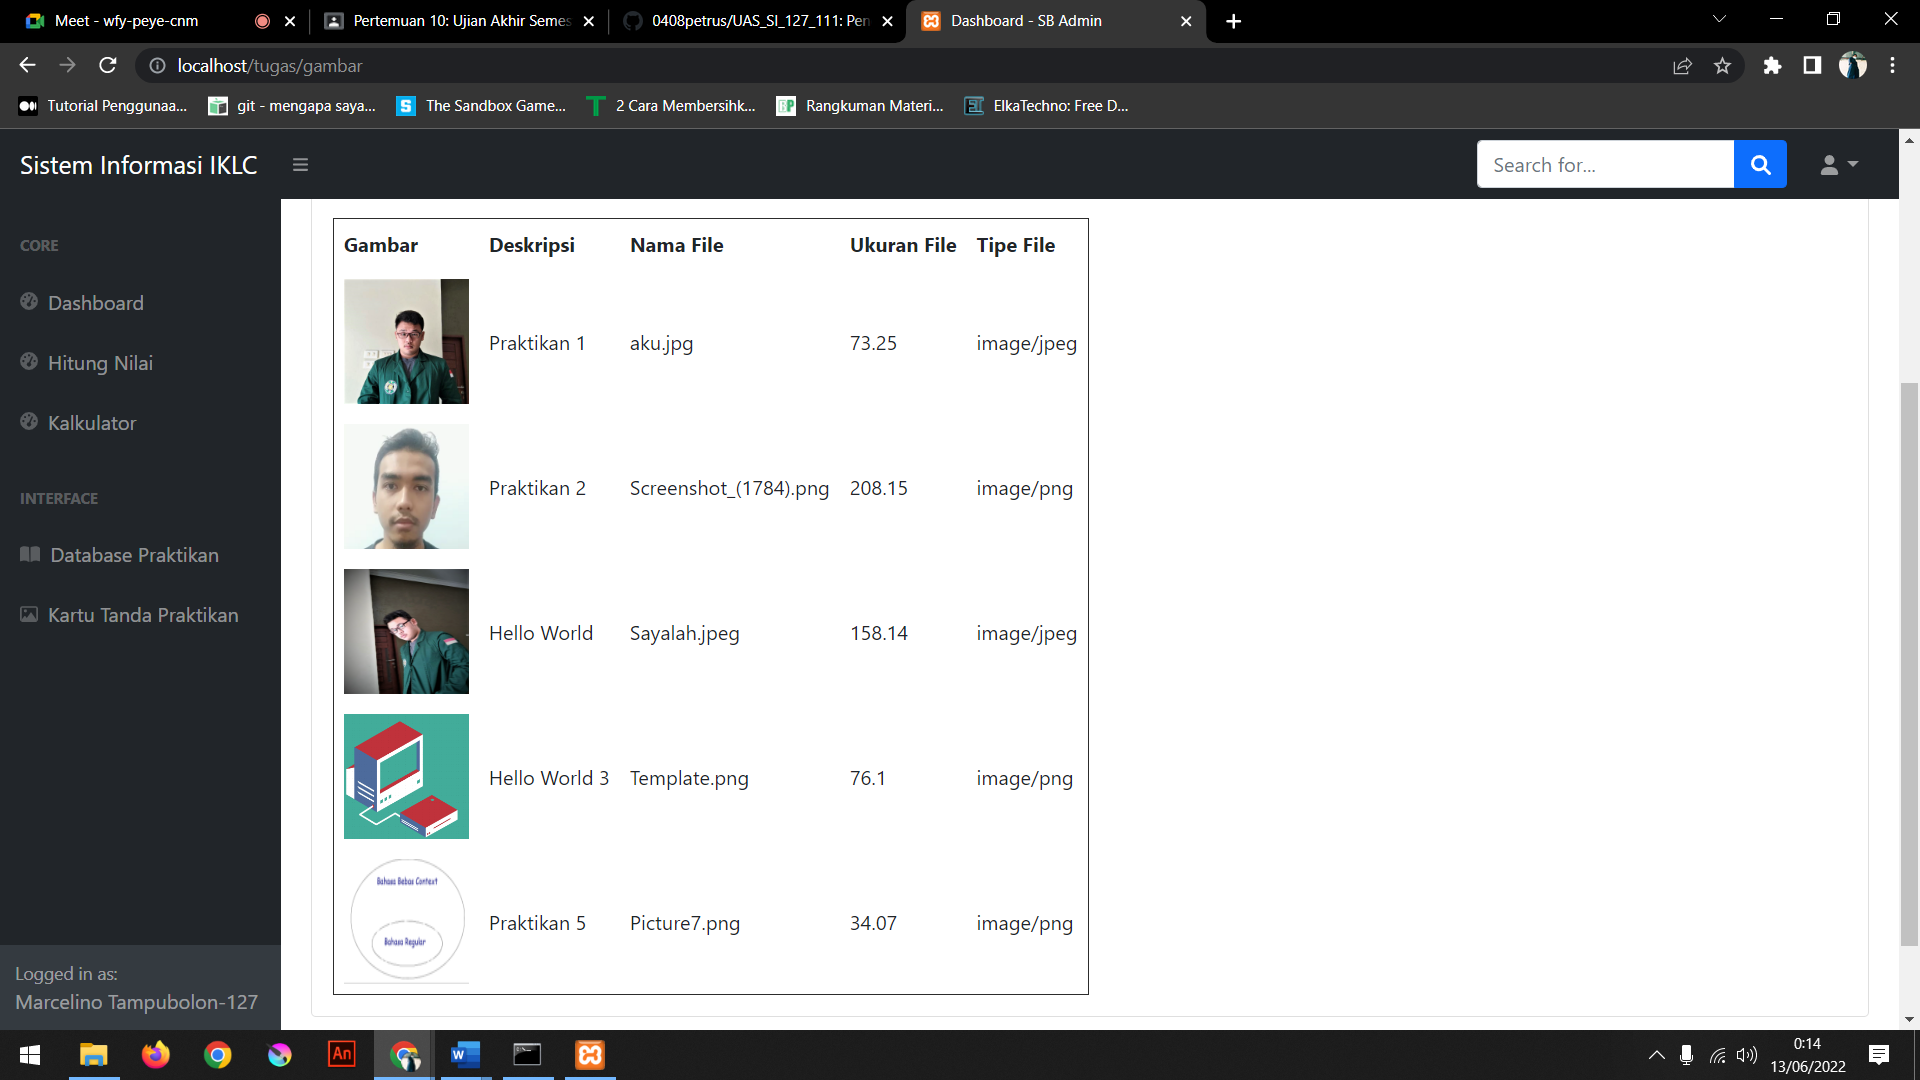 Meet - wfy-peye-cnm
Pertemuan 10: Ujian Akhir Semes
0408petrus/UAS_SI_127_111: Pen
Dashboard - SB Admin
localhost/tugas/gambar
Tutorial Penggunaa...
git - mengapa saya...
The Sandbox Game...
2 Cara Membersihk...
Rangkuman Materi...
ElkaTechno: Free D...
Sistem Informasi IKLC
Search for...
CORE
Dashboard
Hitung Nilai
Kalkulator
INTERFACE
Database Praktikan
Kartu Tanda Praktikan
Logged in as:
Marcelino Tampubolon-127
Gambar Deskripsi Nama File Ukuran File Tipe File
Praktikan 1 aku.jpg 73.25 image/jpeg
Praktikan 2 Screenshot_(1784).png 208.15 image/png
Hello World Sayalah.jpeg 158.14 image/jpeg
Hello World 3 Template.png 76.1 image/png
Bahasa Bebas Context
Bahasa Regular
Praktikan 5 Picture7.png 34.07 image/png
An
0:14
13/06/2022